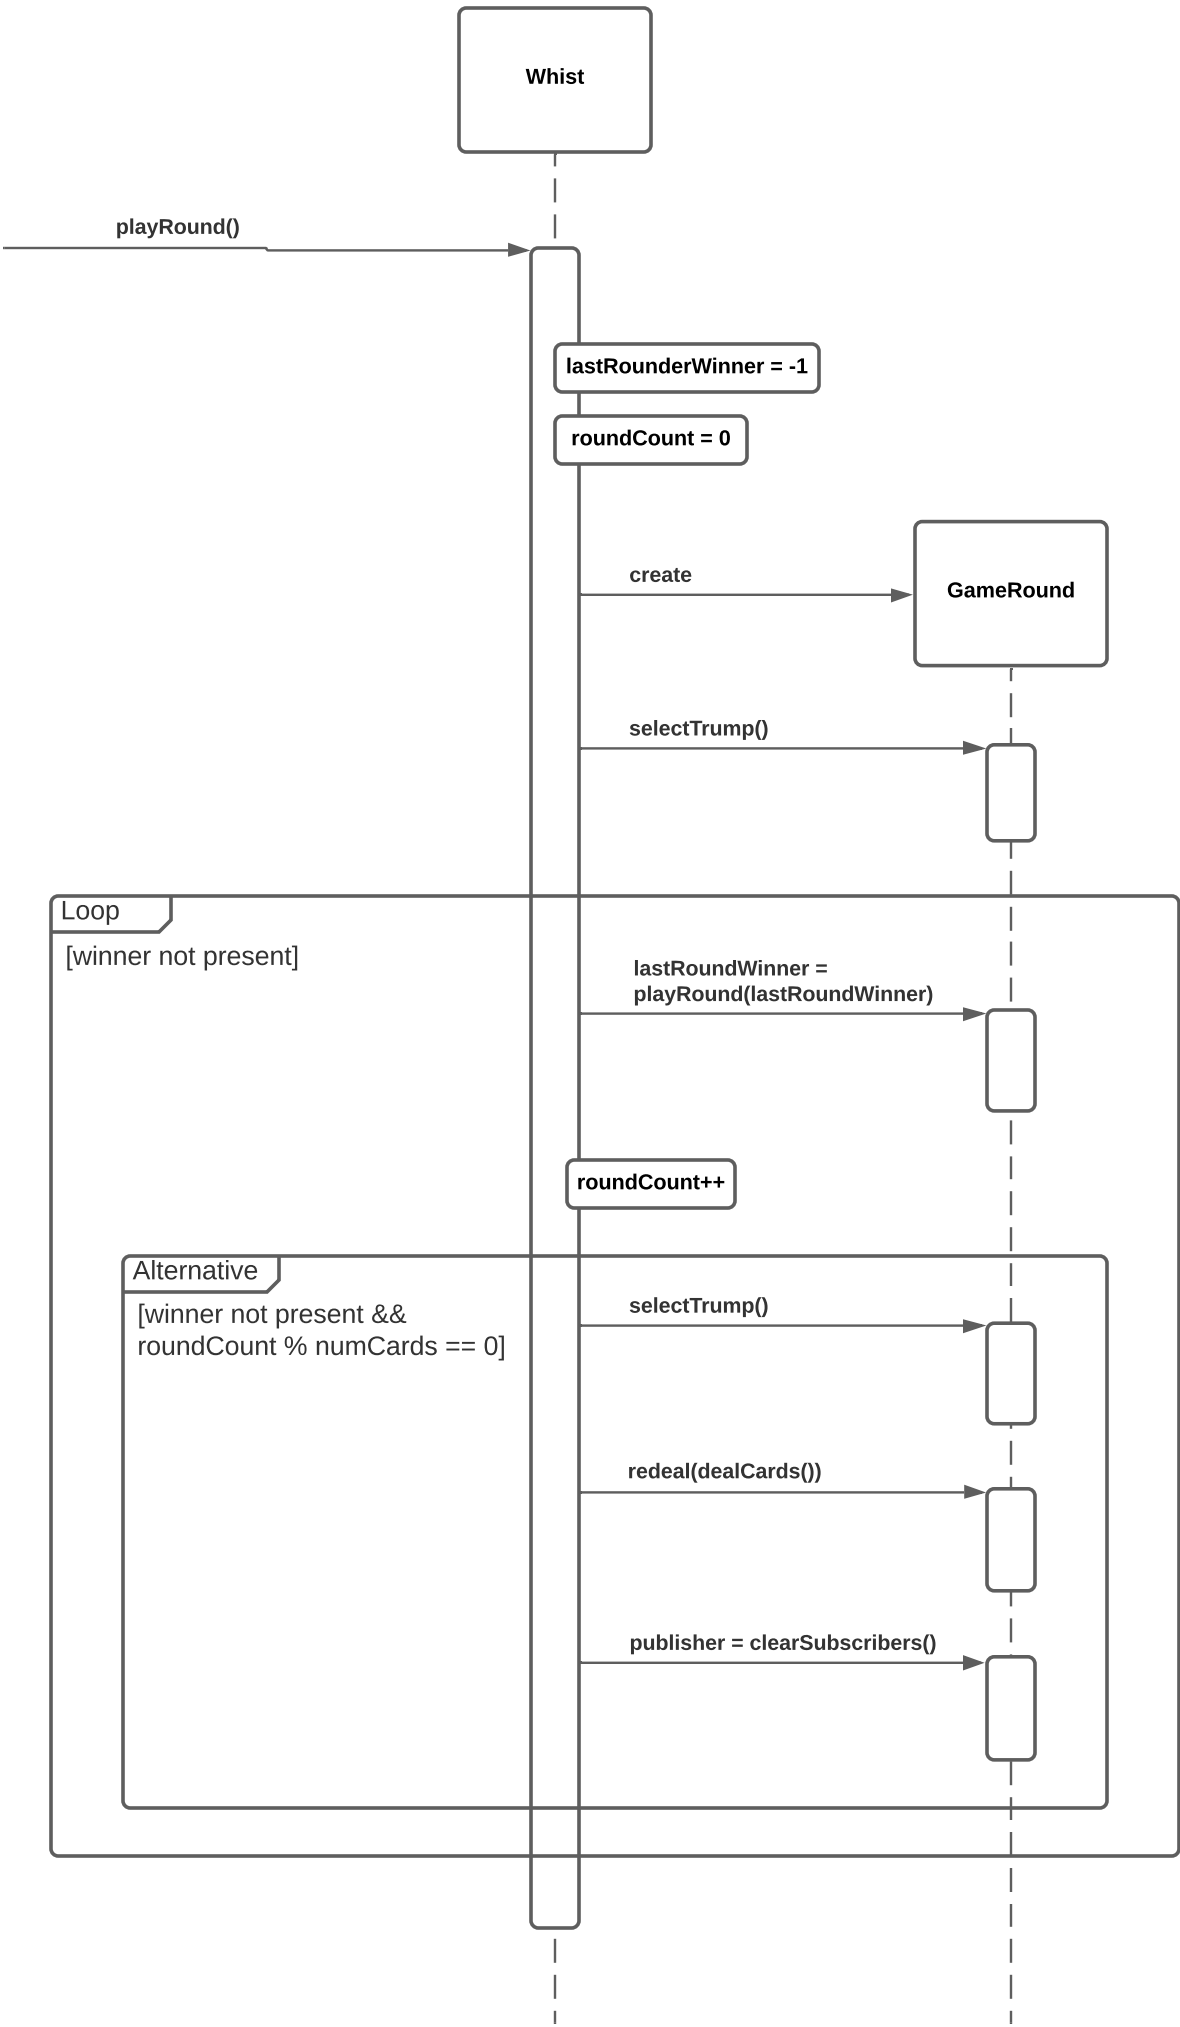 Whist
playRound()
lastRounderWinner = -1
roundCount = 0
create
GameRound
selectTrump()
Loop
[winner not present]
lastRoundWinner =
playRound(lastRoundWinner)
roundCount++
Alternative
[winner not present &&
roundCount % numCards == 0]
selectTrump()
redeal(dealCards())
publisher = clearSubscribers()